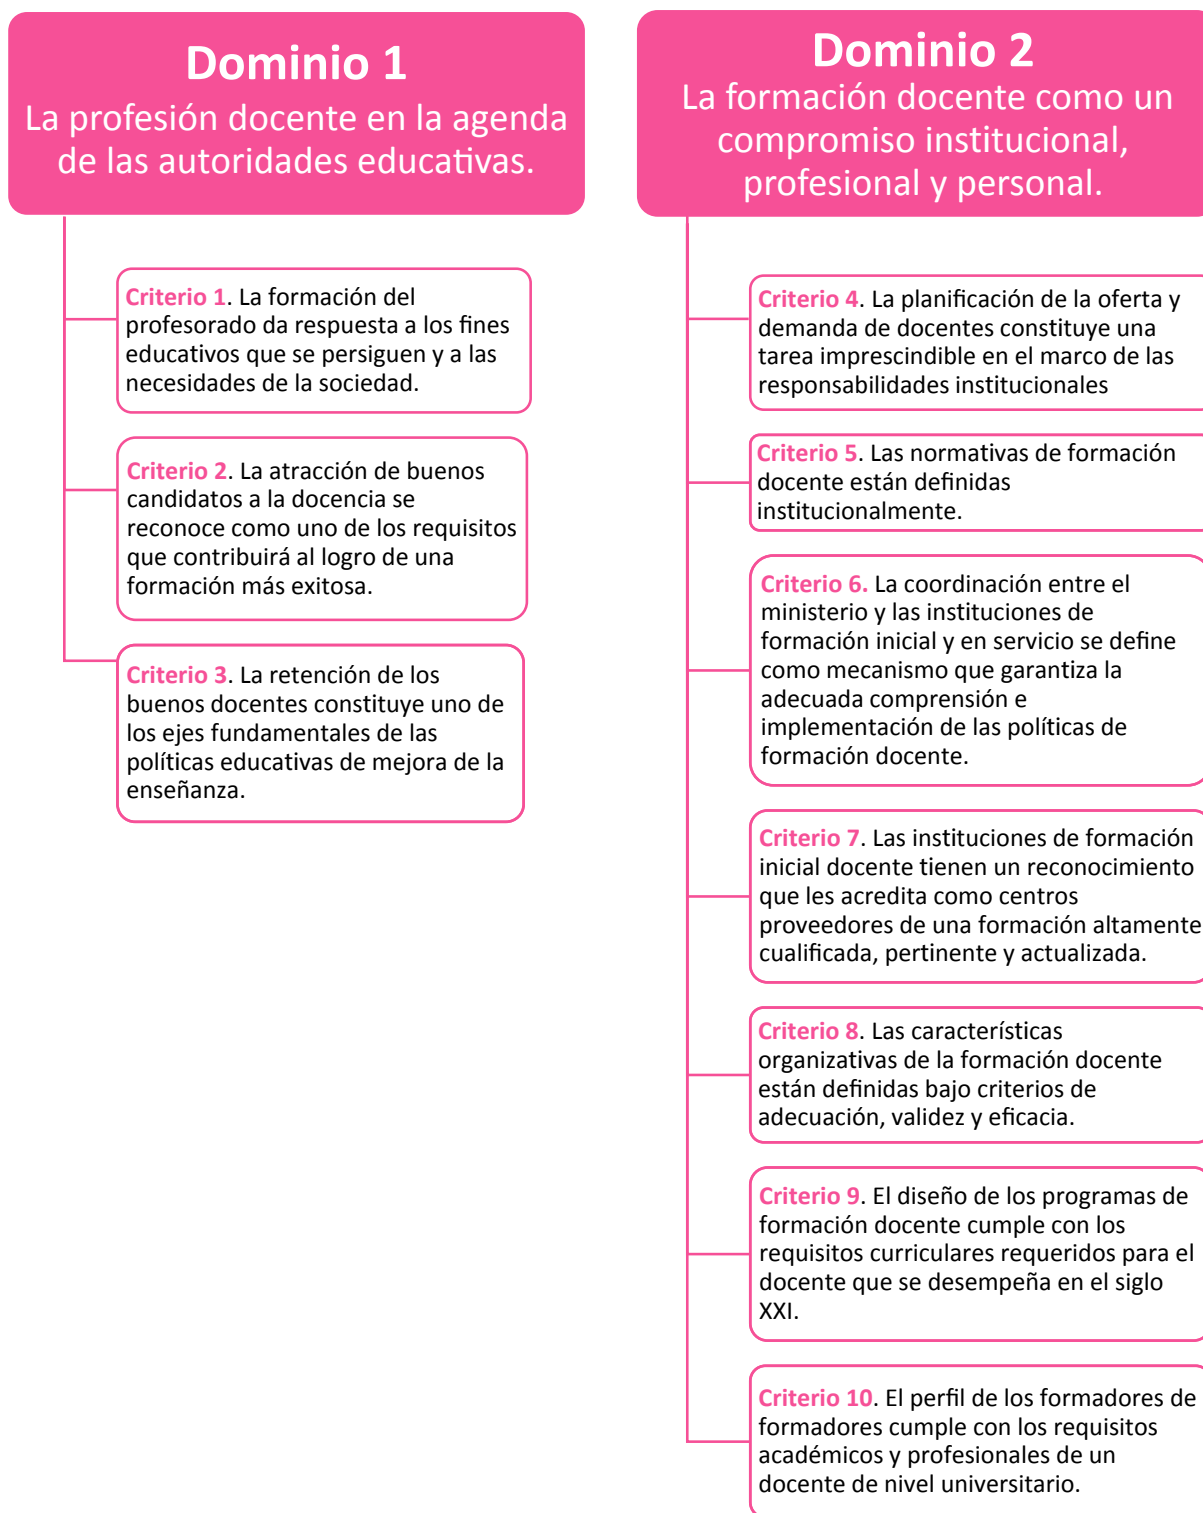 Dominio 1
La profesión docente en la agenda
de las autoridades educativas.
Criterio 1. La formación del
profesorado da respuesta a los fines
educativos que se persiguen y a las
necesidades de la sociedad.
Criterio 2. La atracción de buenos
candidatos a la docencia se
reconoce como uno de los requisitos
que contribuirá al logro de una
formación más exitosa.
Criterio 3. La retención de los
buenos docentes constituye uno de
los ejes fundamentales de las
políticas educativas de mejora de la
enseñanza.
Dominio 2
La formación docente como un
compromiso institucional,
profesional y personal.
Criterio 4. La planificación de la oferta y
demanda de docentes constituye una
tarea imprescindible en el marco de las
responsabilidades institucionales
Criterio 5. Las normativas de formación
docente están definidas
institucionalmente.
Criterio 6. La coordinación entre el
ministerio y las instituciones de
formación inicial y en servicio se define
como mecanismo que garantiza la
adecuada comprensión e
implementación de las políticas de
formación docente.
Criterio 7. Las instituciones de formación
inicial docente tienen un reconocimiento
que les acredita como centros
proveedores de una formación altamente
cualificada, pertinente y actualizada.
Criterio 8. Las características
organizativas de la formación docente
están definidas bajo criterios de
adecuación, validez y eficacia.
Criterio 9. El diseño de los programas de
formación docente cumple con los
requisitos curriculares requeridos para el
docente que se desempeña en el siglo
XXI.
Criterio 10. El perfil de los formadores de
formadores cumple con los requisitos
académicos y profesionales de un
docente de nivel universitario.